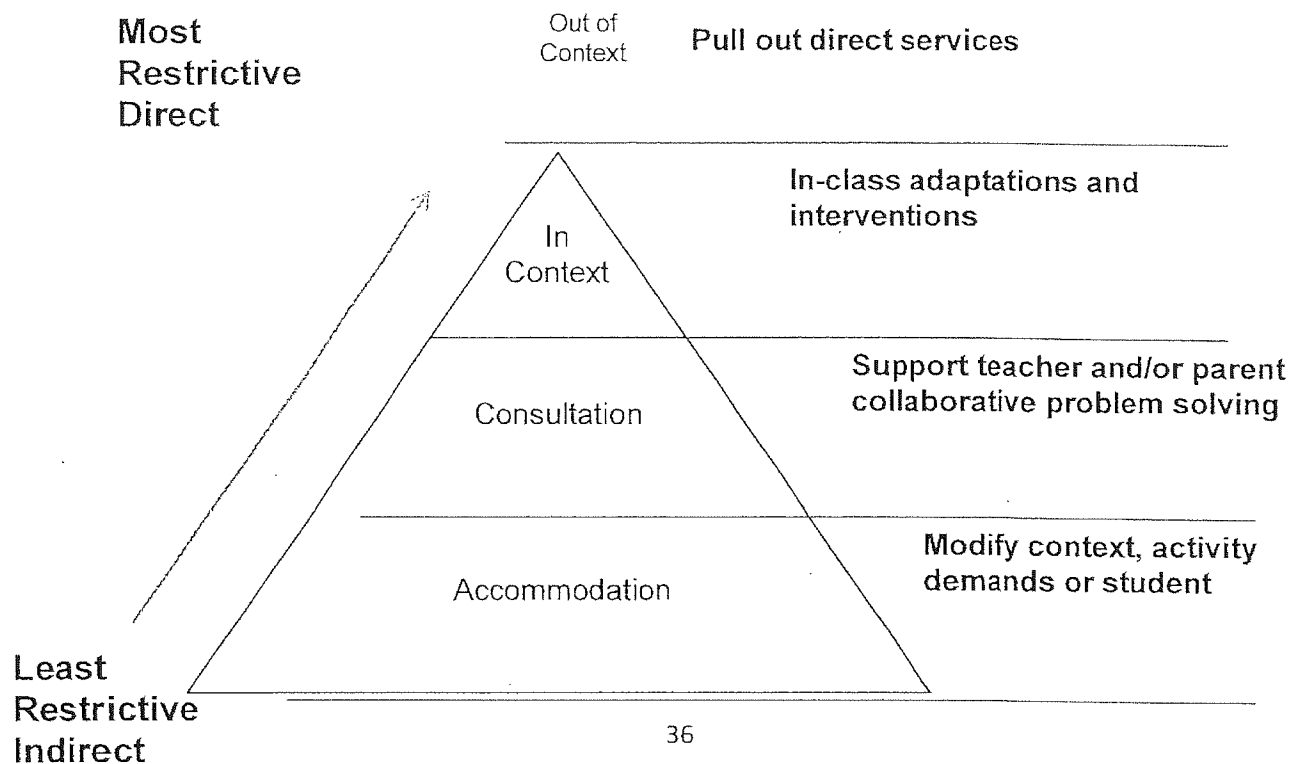 Most
Restrictive
Direct
Out of
Context
Pull out direct services
In-class adaptations and
interventions
In
Context
Support teacher and/or parent
collaborative problem solving
Consultation
Modify context, activity
demands or student
Accommodation
Least
Restrictive
Indirect
36